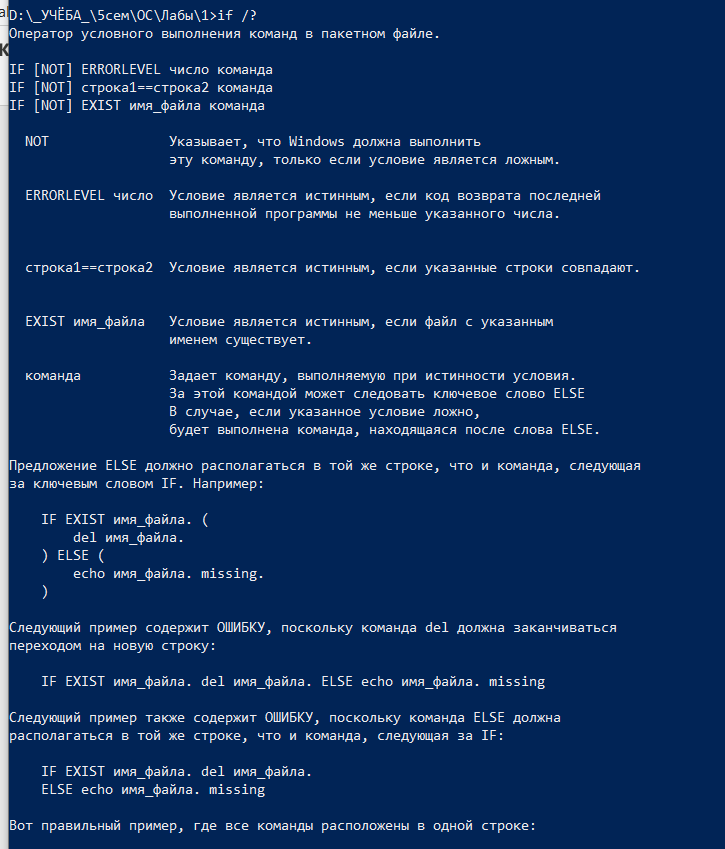 D:\_УЧЁБА_\5сем\ОС\Лабы\1>if /?
Оператор условного выполнения команд в пакетном файле.
IF [NOT] ERRORLEVEL число команда
IF [NOT] строка1==строка2 команда
IF [NOT] EXIST имя_файла команда
NOT Указывает, что Windows должна выполнить
эту команду, только если условие является ложным.
ERRORLEVEL число Условие является истинным, если код возврата последней
выполненной программы не меньше указанного числа.
строка1==строка2 Условие является истинным, если указанные строки совпадают.
EXIST имя_файла Условие является истинным, если файл с указанным
именем существует.
команда Задает команду, выполняемую при истинности условия.
За этой командой может следовать ключевое слово ELSE
В случае, если указанное условие ложно,
будет выполнена команда, находящаяся после слова ELSE.
Предложение ELSE должно располагаться в той же строке, что и команда, следующая
за ключевым словом IF. Например:
IF EXIST имя_файла. (
del имя_файла.
) ELSE (
echo имя_файла. missing.
)
Следующий пример содержит ОШИБКУ, поскольку команда del должна заканчиваться
переходом на новую строку:
IF EXIST имя_файла. del имя_файла. ELSE echo имя_файла. missing
Следующий пример также содержит ОШИБКУ, поскольку команда ELSE должна
располагаться в той же строке, что и команда, следующая за IF:
IF EXIST имя_файла. del имя_файла.
ELSE echo имя_файла. missing
Вот правильный пример, где все команды расположены в одной строке: